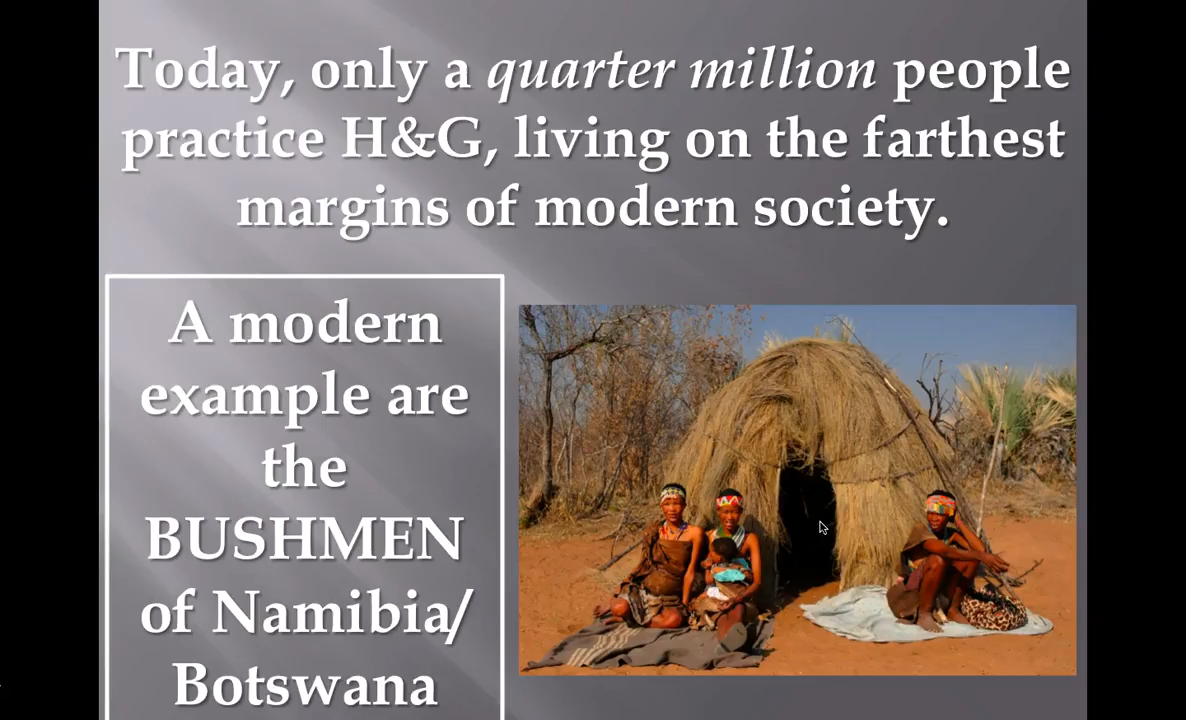 Today, only a quarter million people
practice H&G, living on the farthest
margins of modern society.
A modern
example are
the
BUSHMEN
of Namibia/
Botswana